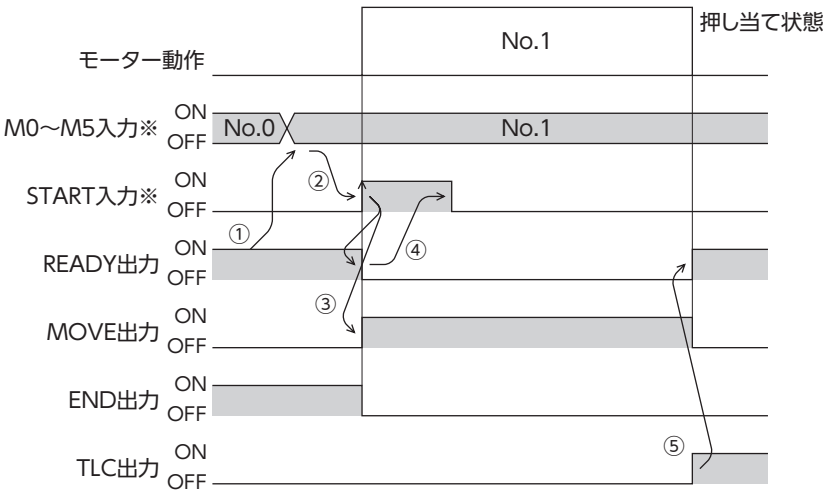 押し当て状態
モーター動作
No.1
M0～M5入力※
ON
OFF
No.0
No.1
②
START入力※
ON
OFF
①
④
READY出力
ON
OFF
③
MOVE出力
ON
OFF
END出力
ON
OFF
⑤
TLC出力
ON
OFF